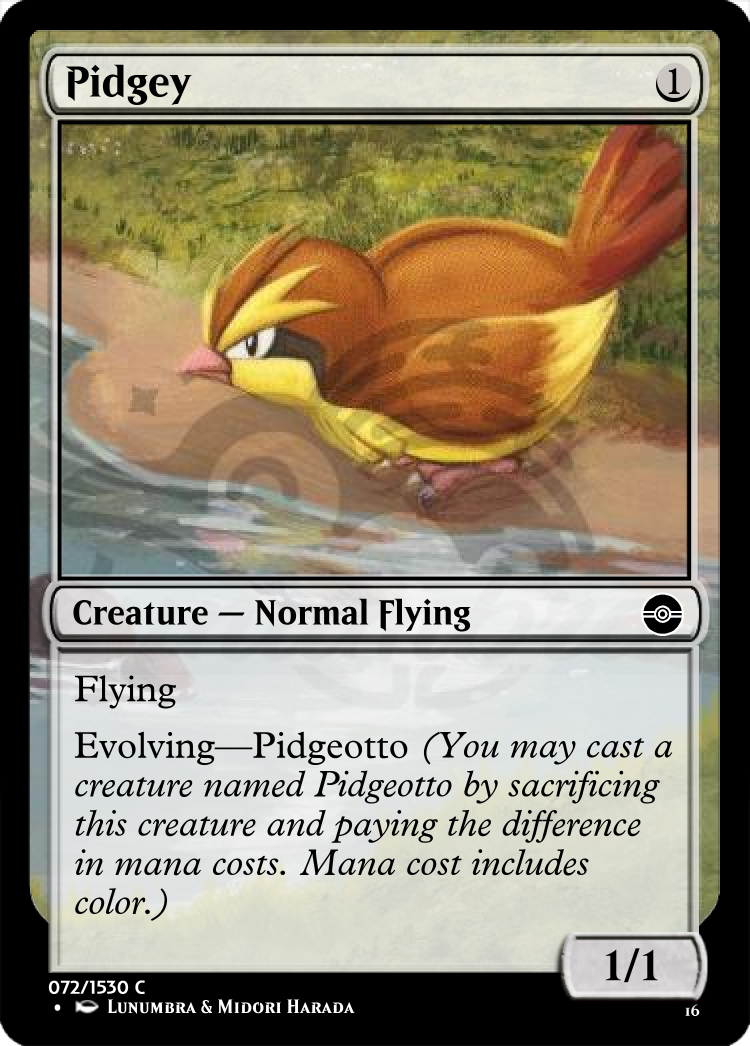 Pidgey 1
Creature — Normal Flying
Flying
Evolving—Pidgeotto (You may cast a
creature named Pidgeotto by sacrificing
this creature and paying the difference
in mana costs. Mana cost includes
color.)
1/1
072/1530 C
• Lunumbra & Midori Harada
16